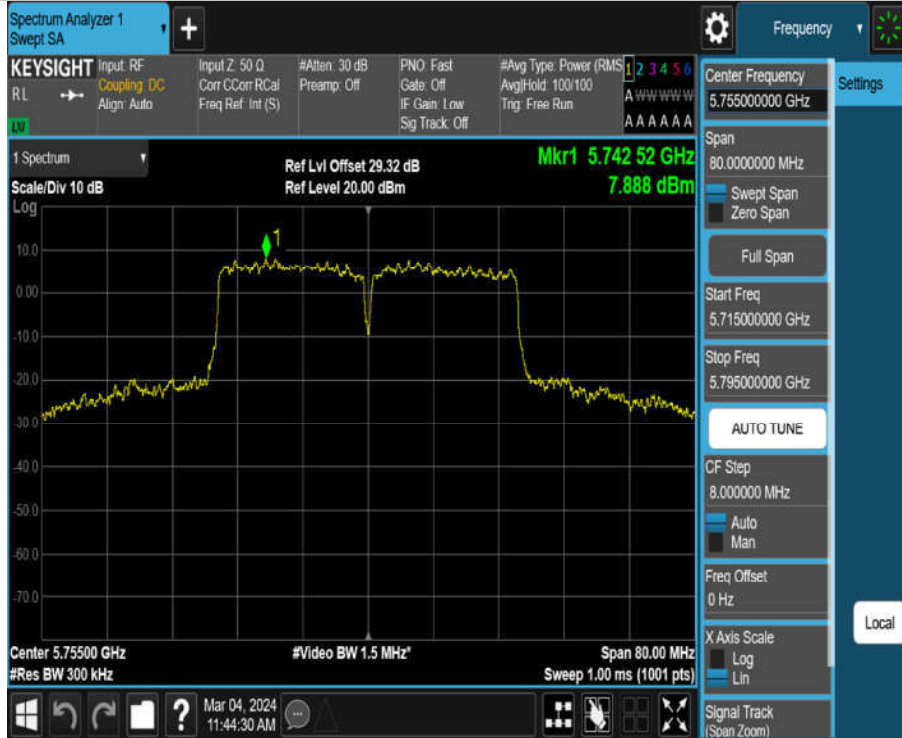 Spectrum Analyzer 1
Swept SA
+
Frequency
KEYSIGHT
RL
LXI
Input: RF
Coupling: DC
Align: Auto
Input Z: 50 Ω
Corr CCorr RCal
Freq Ref: Int (S)
#Atten: 30 dB
Preamp: Off
PNO: Fast
Gate: Off
IF Gain: Low
Sig Track: Off
#Avg Type: Power (RMS
Avg|Hold: 100/100
Trig: Free Run
1 2 3 4 5 6
A W W W W W
A A A A A A
1 Spectrum
Scale/Div 10 dB
Log
Ref Lvl Offset 29.32 dB
Ref Level 20.00 dBm
Mkr1 5.742 52 GHz
7.888 dBm
1
10.0
0.00
-10.0
-20.0
-30.0
-40.0
-50.0
-60.0
-70.0
Center 5.75500 GHz
#Res BW 300 kHz
#Video BW 1.5 MHz*
Span 80.00 MHz
Sweep 1.00 ms (1001 pts)
Center Frequency
5.755000000 GHz
Settings
Span
80.0000000 MHz
Swept Span
Zero Span
Full Span
Start Freq
5.715000000 GHz
Stop Freq
5.795000000 GHz
AUTO TUNE
CF Step
8.000000 MHz
Auto
Man
Freq Offset
0 Hz
Local
X Axis Scale
Log
Lin
Signal Track
(Span Zoom)
?
Mar 04, 2024
11:44:30 AM